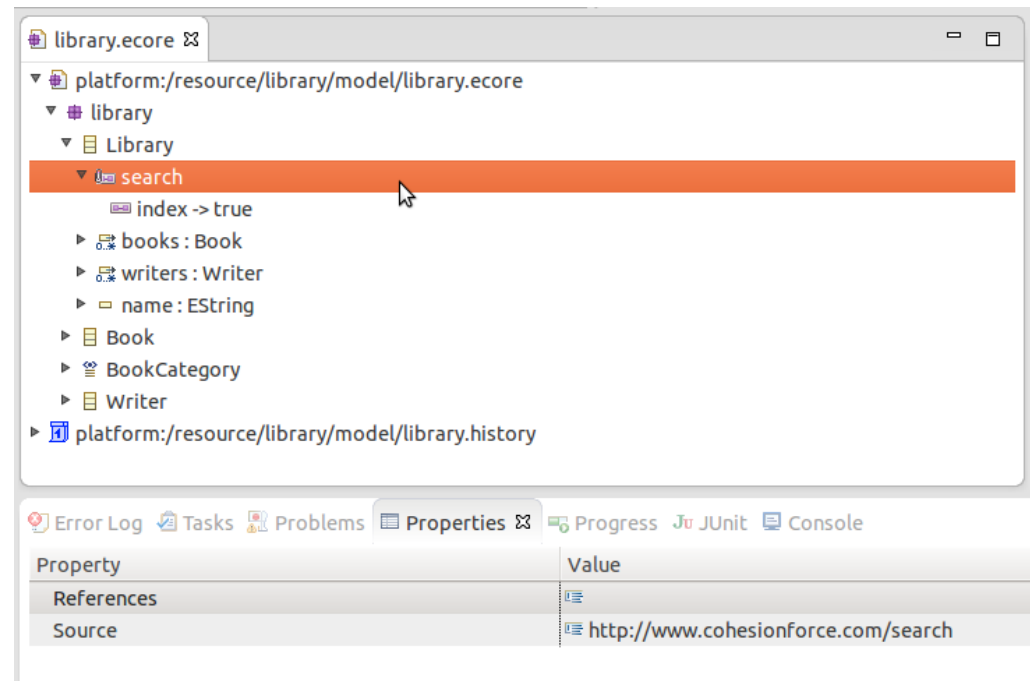 library.ecore
platform:/resource/library/model/library.ecore
library
Library
search
index -> true
books : Book
writers : Writer
name : EString
Book
BookCategory
Writer
platform:/resource/library/model/library.history
Error Log Tasks Problems Properties Progress JUnit Console
Property Value
References
Source http://www.cohesionforce.com/search